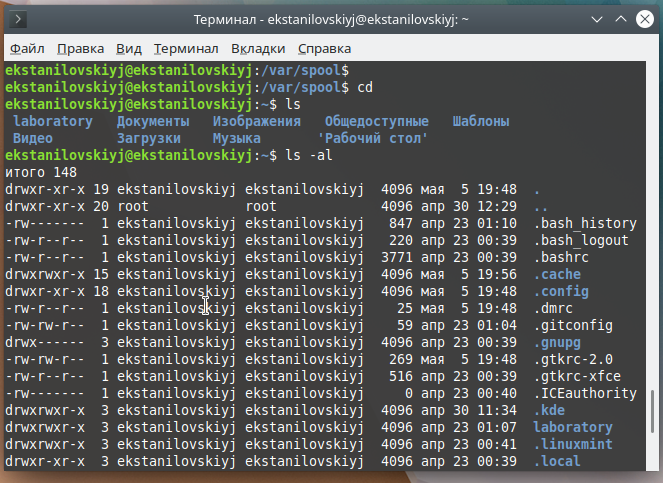 Терминал - ekstanilovskiyj@ekstanilovskiyj: ~
Файл Правка Вид Терминал Вкладки Справка
ekstanilovskiyj@ekstanilovskiyj:/var/spool$
ekstanilovskiyj@ekstanilovskiyj:/var/spool$ cd
ekstanilovskiyj@ekstanilovskiyj:~$ ls
laboratory Документы Изображения Общедоступные Шаблоны
Видео Загрузки Музыка 'Рабочий стол'
ekstanilovskiyj@ekstanilovskiyj:~$ ls -al
итого 148
drwxr-xr-x 19 ekstanilovskiyj ekstanilovskiyj 4096 мая 5 19:48 .
drwxr-xr-x 20 root root 4096 апр 30 12:29 ..
-rw------- 1 ekstanilovskiyj ekstanilovskiyj 847 апр 23 01:10 .bash_history
-rw-r--r-- 1 ekstanilovskiyj ekstanilovskiyj 220 апр 23 00:39 .bash_logout
-rw-r--r-- 1 ekstanilovskiyj ekstanilovskiyj 3771 апр 23 00:39 .bashrc
drwxrwxr-x 15 ekstanilovskiyj ekstanilovskiyj 4096 мая 5 19:56 .cache
drwxr-xr-x 18 ekstanilovskiyj ekstanilovskiyj 4096 мая 5 19:48 .config
-rw-r--r-- 1 ekstanilovskiyj ekstanilovskiyj 25 мая 5 19:48 .dmrc
-rw-rw-r-- 1 ekstanilovskiyj ekstanilovskiyj 59 апр 23 01:04 .gitconfig
drwx------ 3 ekstanilovskiyj ekstanilovskiyj 4096 апр 23 00:39 .gnupg
-rw-rw-r-- 1 ekstanilovskiyj ekstanilovskiyj 269 мая 5 19:48 .gtkrc-2.0
-rw-r--r-- 1 ekstanilovskiyj ekstanilovskiyj 516 апр 23 00:39 .gtkrc-xfce
-rw------- 1 ekstanilovskiyj ekstanilovskiyj 0 апр 23 00:40 .ICEauthority
drwxrwxr-x 3 ekstanilovskiyj ekstanilovskiyj 4096 апр 30 11:34 .kde
drwxrwxr-x 3 ekstanilovskiyj ekstanilovskiyj 4096 апр 23 01:07 laboratory
drwxrwxr-x 3 ekstanilovskiyj ekstanilovskiyj 4096 апр 23 00:41 .linuxmint
drwxr-xr-x 3 ekstanilovskiyj ekstanilovskiyj 4096 апр 23 00:39 .local